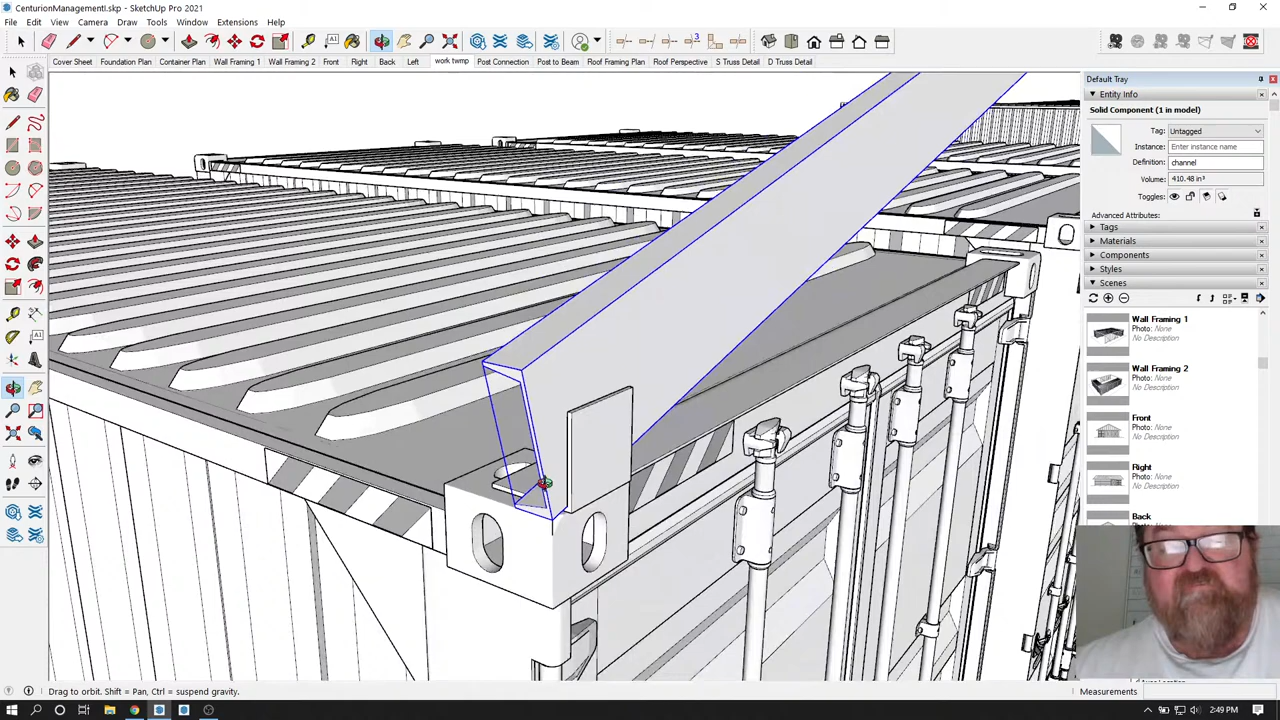 CenturionManagementI.skp - SketchUp Pro 2021
File Edit View Camera Draw Tools Window Extensions Help
Cover Sheet Foundation Plan Container Plan Wall Framing 1 Wall Framing 2 Front Right Back Left work twmp Post Connection Post to Beam Roof Framing Plan Roof Perspective S Truss Detail D Truss Detail
Default Tray
Entity Info
Solid Component (1 in model)
Tag: Untagged
Instance: Enter instance name
Definition: channel
Volume: 410.48 in³
Toggles:
Advanced Attributes:
Tags
Materials
Components
Styles
Scenes
Wall Framing 1
Photo: None
No Description
Wall Framing 2
Photo: None
No Description
Front
Photo: None
No Description
Right
Photo: None
No Description
Back
Drag to orbit. Shift = Pan, Ctrl = suspend gravity.
Measurements
2:49 PM